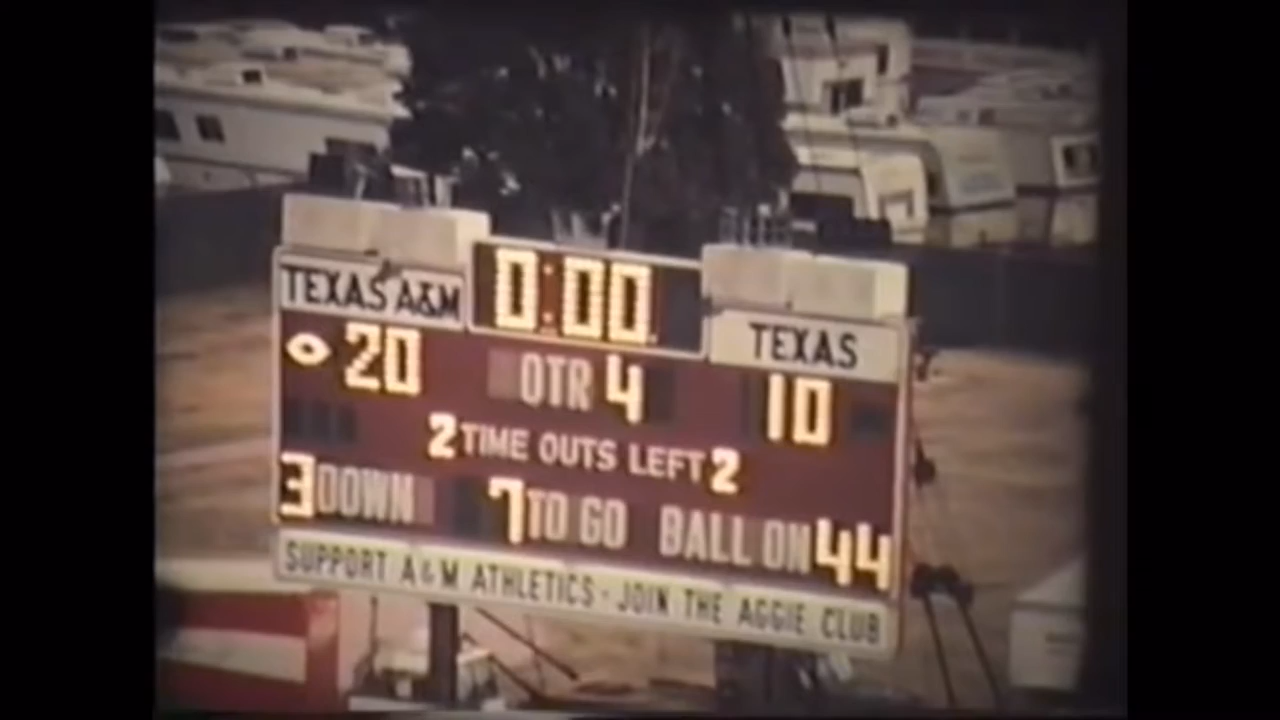 TEXAS A&M 0:00 TEXAS
20 QTR 4 10
2 TIME OUTS LEFT 2
3 DOWN 7 TO GO BALL ON 44
SUPPORT A&M ATHLETICS - JOIN THE AGGIE CLUB